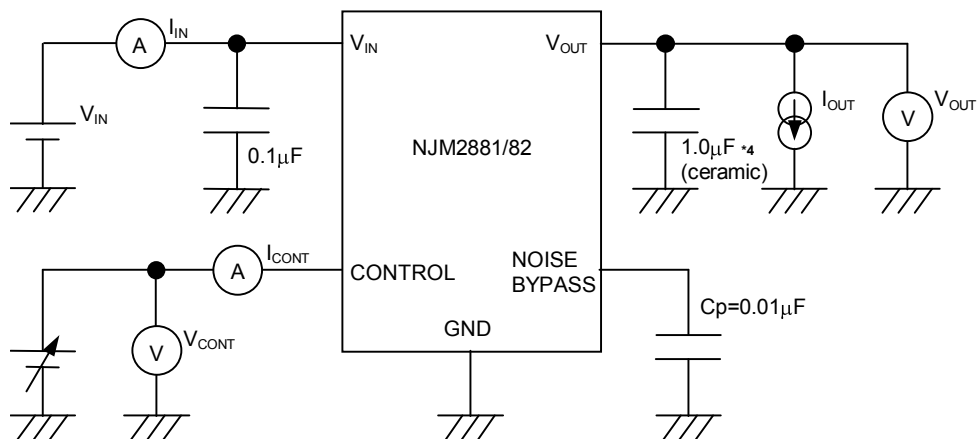 I_IN
A
V_IN
V_OUT
V_IN
I_OUT
V_OUT
V
0.1μF
NJM2881/82
1.0μF *4
(ceramic)
I_CONT
A
CONTROL
NOISE
BYPASS
V_CONT
V
GND
Cp=0.01μF